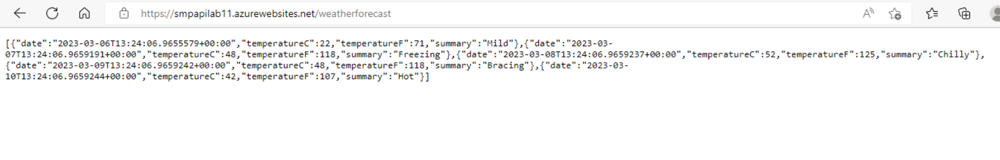 https://smpapilab11.azurewebsites.net/weatherforecast
[{"date":"2023-03-06T13:24:06.9655579+00:00","temperatureC":22,"temperatureF":71,"summary":"Mild"},{"date":"2023-03-
07T13:24:06.9659191+00:00","temperatureC":48,"temperatureF":118,"summary":"Freezing"},{"date":"2023-03-08T13:24:06.9659237+00:00","temperatureC":52,"temperatureF":125,"summary":"Chilly"},
{"date":"2023-03-09T13:24:06.9659242+00:00","temperatureC":48,"temperatureF":118,"summary":"Bracing"},{"date":"2023-03-
10T13:24:06.9659244+00:00","temperatureC":42,"temperatureF":107,"summary":"Hot"}]